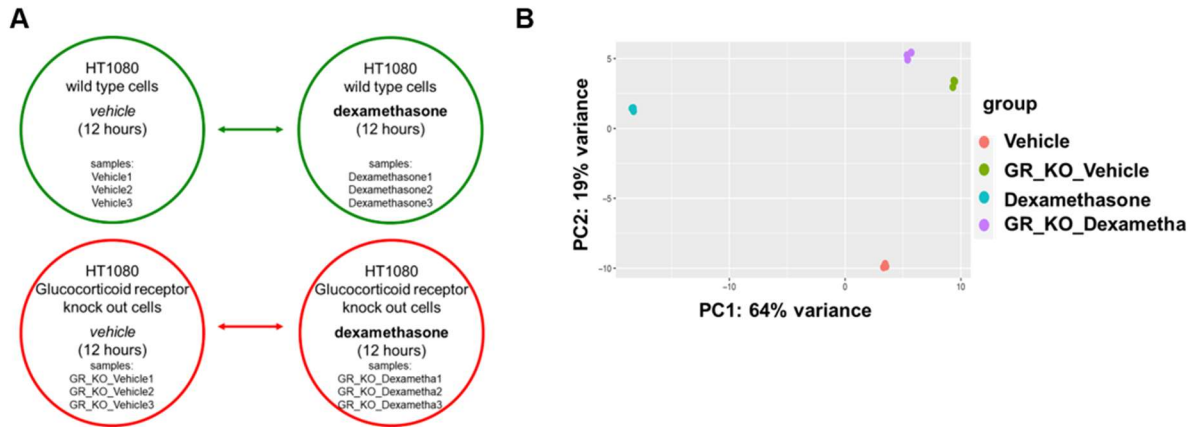 A
HT1080
wild type cells
vehicle
(12 hours)
samples:
Vehicle1
Vehicle2
Vehicle3
HT1080
wild type cells
dexamethasone
(12 hours)
samples:
Dexamethasone1
Dexamethasone2
Dexamethasone3
HT1080
Glucocorticoid receptor
knock out cells
vehicle
(12 hours)
samples:
GR_KO_Vehicle1
GR_KO_Vehicle2
GR_KO_Vehicle3
HT1080
Glucocorticoid receptor
knock out cells
dexamethasone
(12 hours)
samples:
GR_KO_Dexametha1
GR_KO_Dexametha2
GR_KO_Dexametha3
B
PC2: 19% variance
5
0
−5
−10
−10
0
10
PC1: 64% variance
group
Vehicle
GR_KO_Vehicle
Dexamethasone
GR_KO_Dexametha